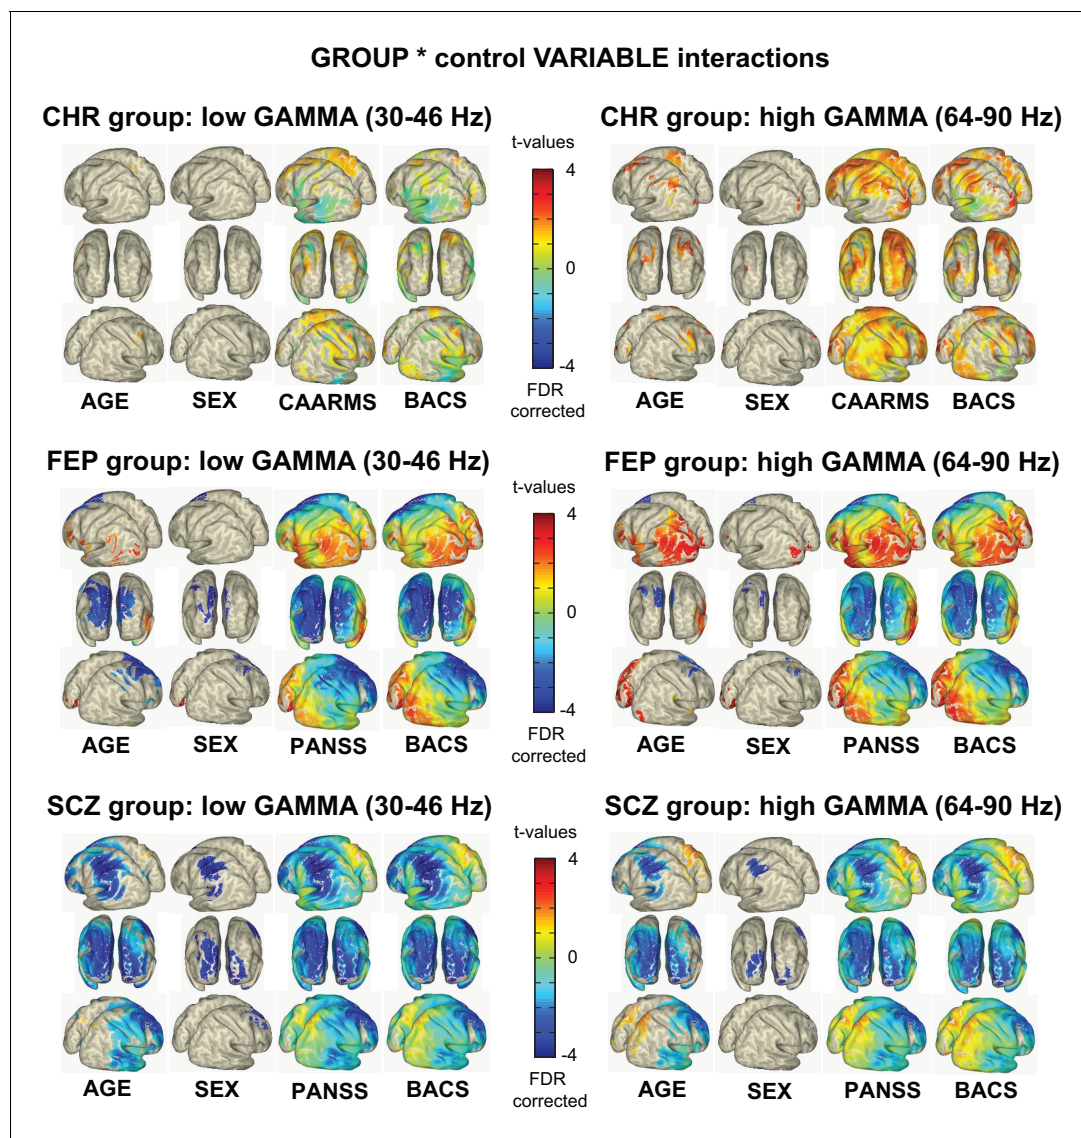 GROUP * control VARIABLE interactions
CHR group: low GAMMA (30-46 Hz)
t-values
4
0
-4
FDR
corrected
AGE SEX CAARMS BACS
CHR group: high GAMMA (64-90 Hz)
AGE SEX CAARMS BACS
FEP group: low GAMMA (30-46 Hz)
t-values
4
0
-4
FDR
corrected
AGE SEX PANSS BACS
FEP group: high GAMMA (64-90 Hz)
AGE SEX PANSS BACS
SCZ group: low GAMMA (30-46 Hz)
t-values
4
0
-4
FDR
corrected
AGE SEX PANSS BACS
SCZ group: high GAMMA (64-90 Hz)
AGE SEX PANSS BACS